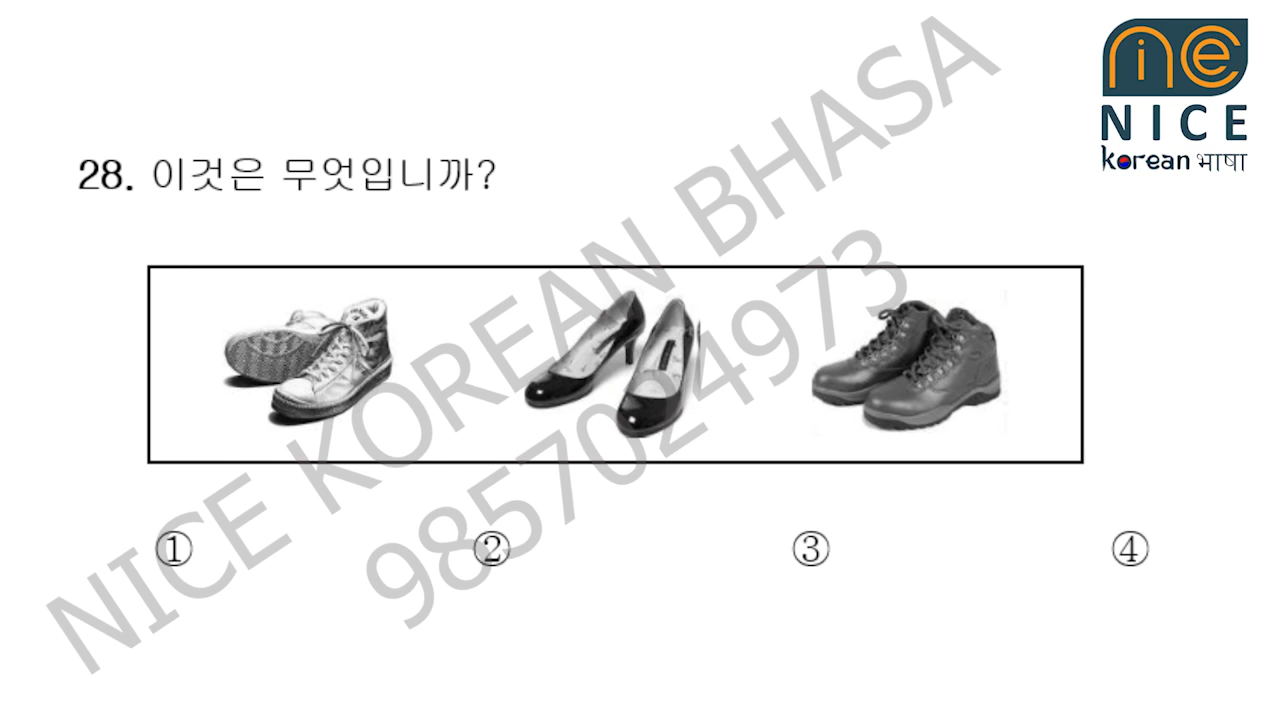 NICE
korean भाषा
28. 이것은 무엇입니까?
① ② ③ ④
NICE KOREAN BHASA
9857024973